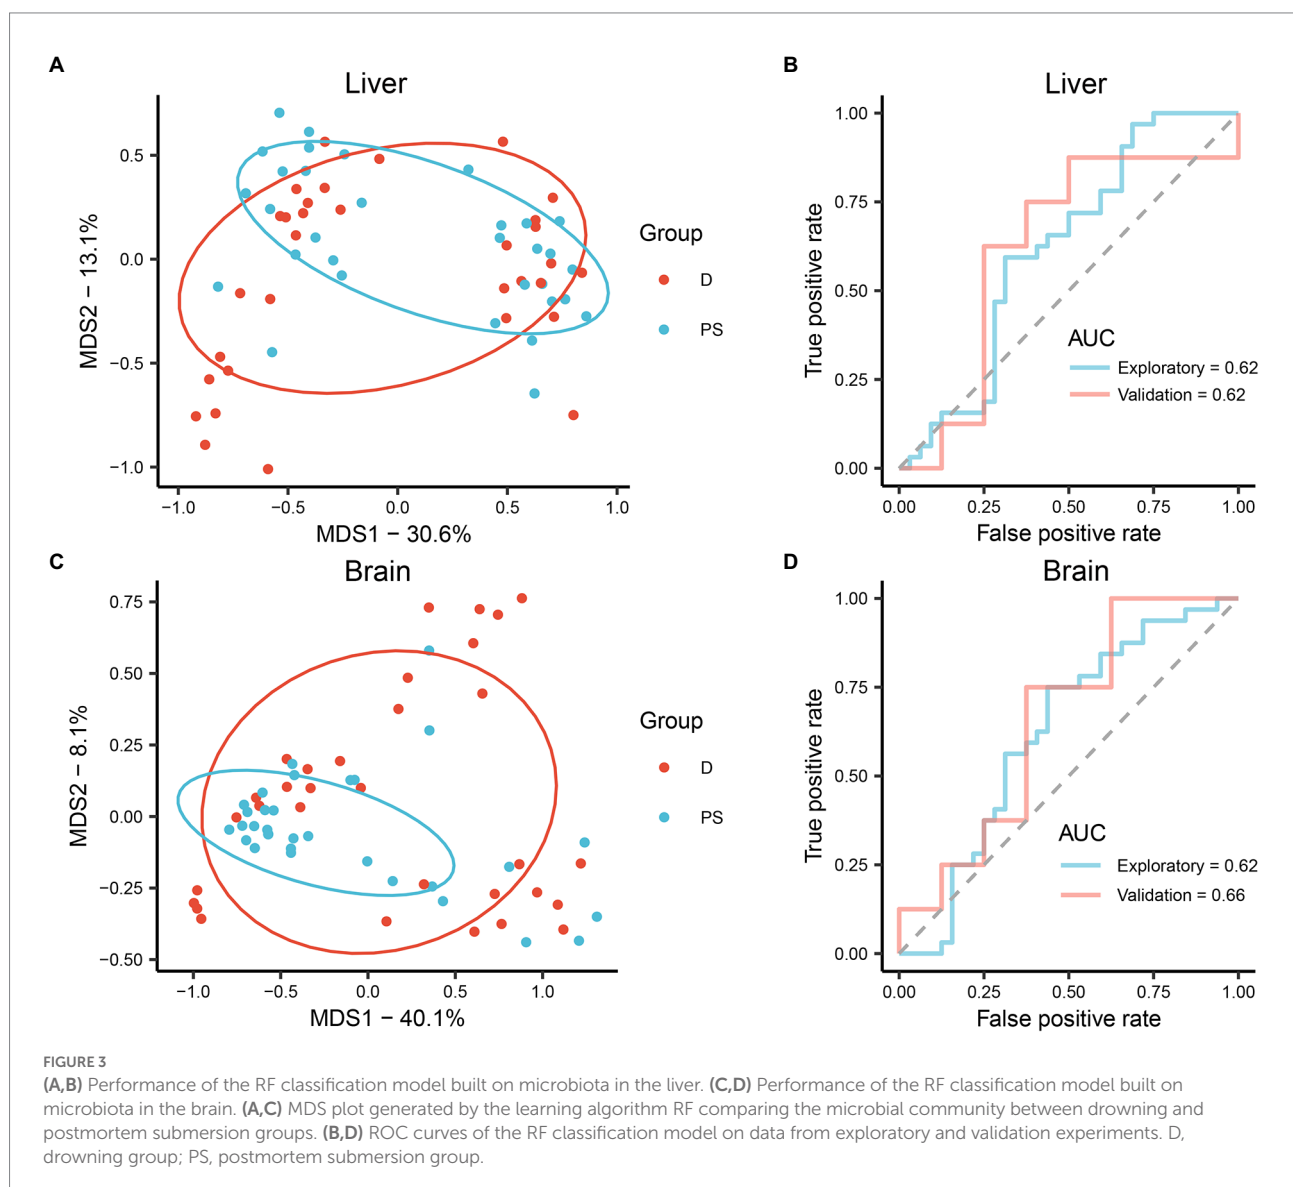 A
Liver
MDS2 − 13.1%
0.5
0.0
−0.5
−1.0
−1.0
−0.5
0.0
0.5
1.0
MDS1 − 30.6%
Group
D
PS
B
Liver
True positive rate
1.00
0.75
0.50
0.25
0.00
AUC
Exploratory = 0.62
Validation = 0.62
0.00
0.25
0.50
0.75
1.00
False positive rate
C
Brain
MDS2 − 8.1%
0.75
0.50
0.25
0.00
−0.25
−0.50
−1.0
−0.5
0.0
0.5
1.0
MDS1 − 40.1%
Group
D
PS
D
Brain
True positive rate
1.00
0.75
0.50
0.25
0.00
AUC
Exploratory = 0.62
Validation = 0.66
0.00
0.25
0.50
0.75
1.00
False positive rate
FIGURE 3
(A,B) Performance of the RF classification model built on microbiota in the liver. (C,D) Performance of the RF classification model built on
microbiota in the brain. (A,C) MDS plot generated by the learning algorithm RF comparing the microbial community between drowning and
postmortem submersion groups. (B,D) ROC curves of the RF classification model on data from exploratory and validation experiments. D,
drowning group; PS, postmortem submersion group.